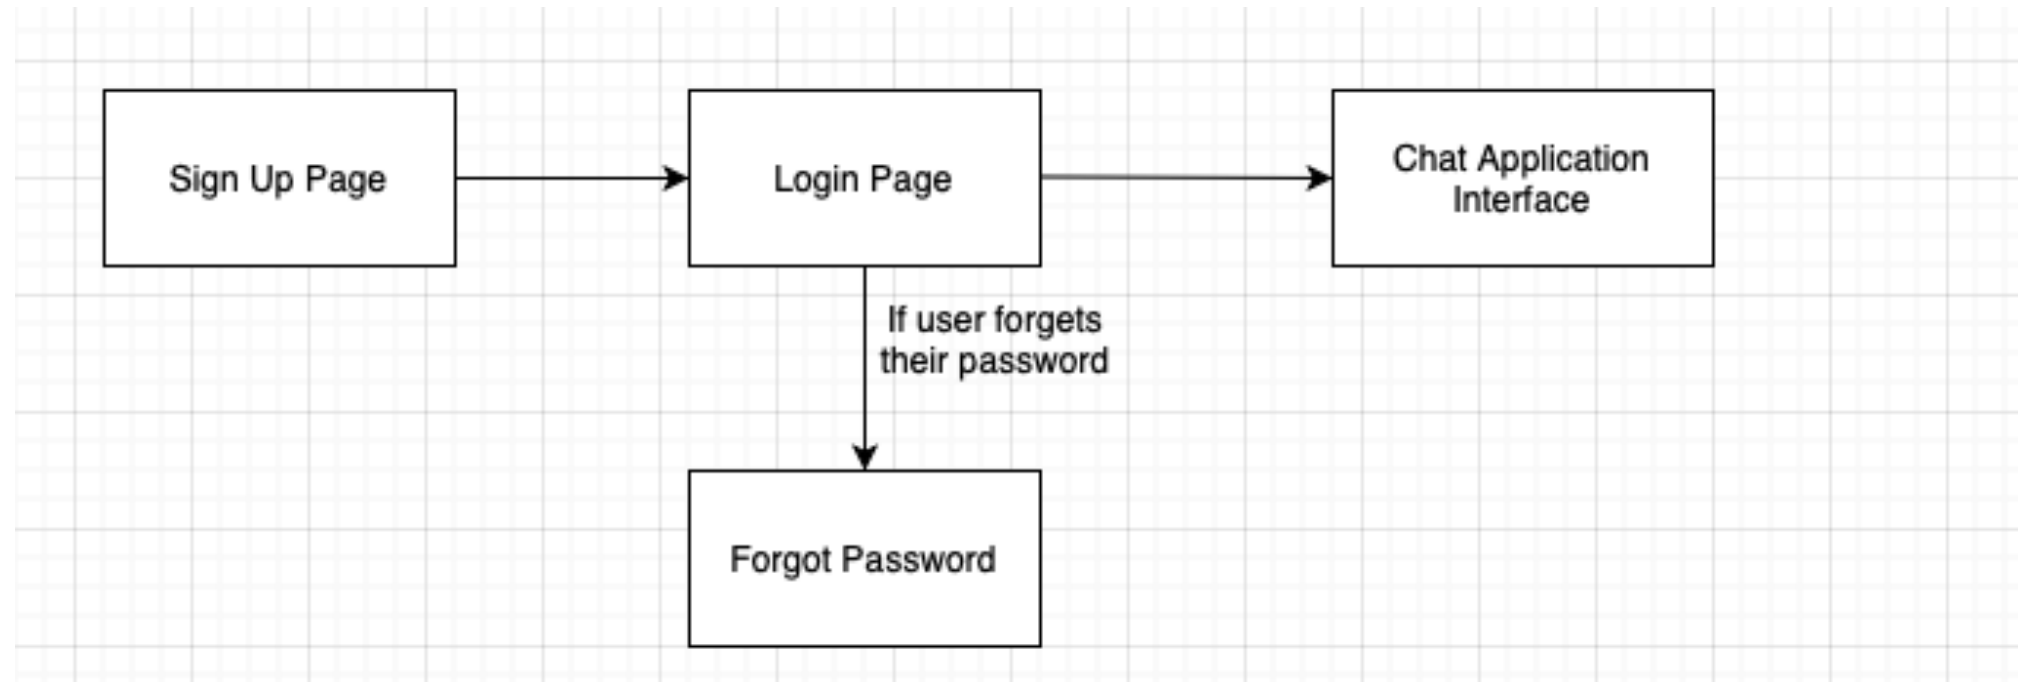 Sign Up Page
Login Page
Chat Application
Interface
If user forgets
their password
Forgot Password